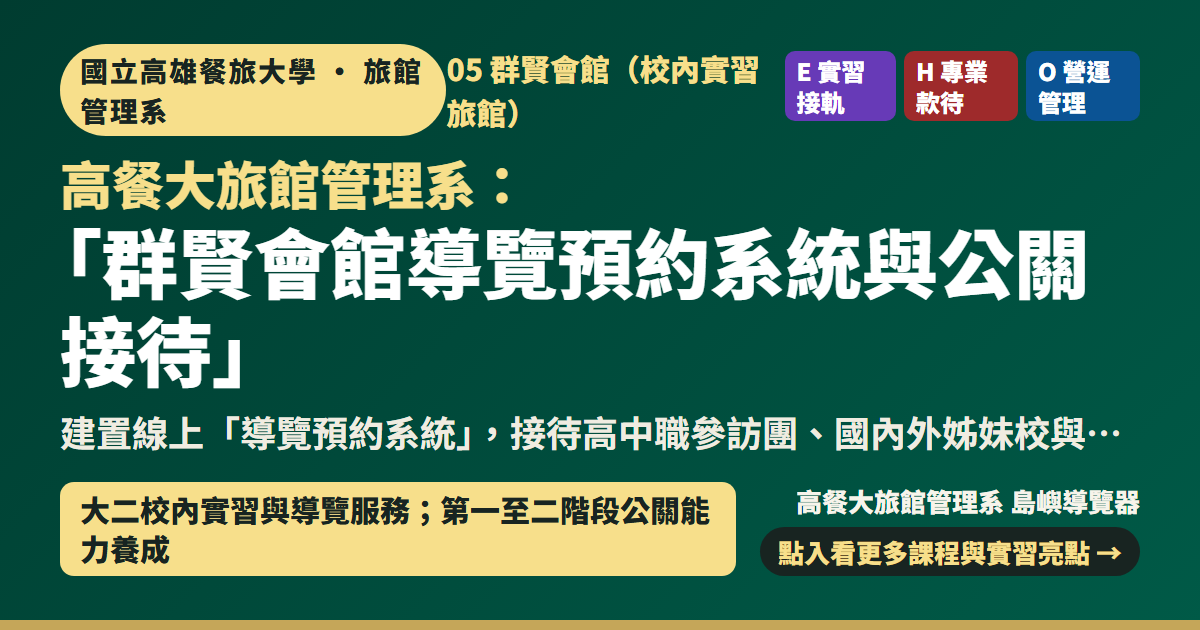 國立高雄餐旅大學 · 旅館
管理系
05 群賢會館（校內實習
旅館）
E 實習
接軌
H 專業
款待
O 營運
管理
高餐大旅館管理系：
「群賢會館導覽預約系統與公關
接待」
建置線上「導覽預約系統」，接待高中職參訪團、國內外姊妹校與…
大二校內實習與導覽服務；第一至二階段公關能
力養成
高餐大旅館管理系 島嶼導覽器
點入看更多課程與實習亮點 →